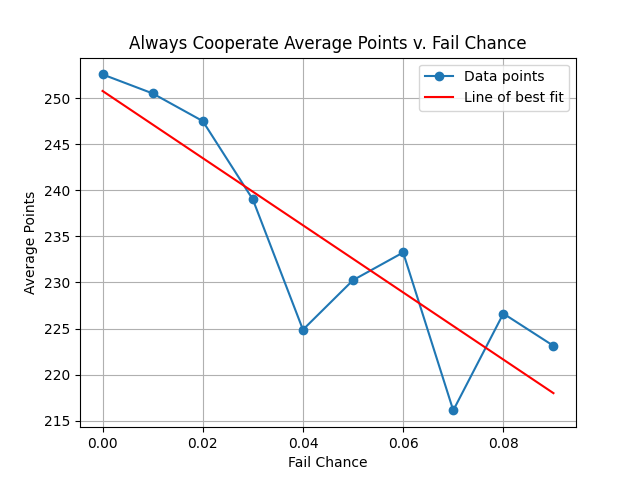 Always Cooperate Average Points v. Fail Chance
Data points
Line of best fit
Average Points
250
245
240
235
230
225
220
215
0.00 0.02 0.04 0.06 0.08
Fail Chance